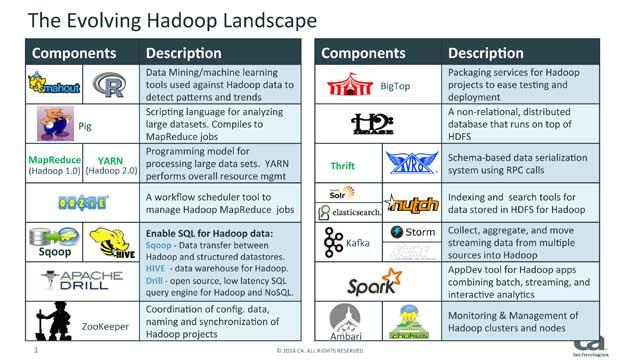 The Evolving Hadoop Landscape
Components Description
mahout R
Data Mining/machine learning
tools used against Hadoop data to
detect patterns and trends
Pig
Scripting language for analyzing
large datasets. Compiles to
MapReduce jobs
MapReduce YARN
(Hadoop 1.0) (Hadoop 2.0)
Programming model for
processing large data sets. YARN
performs overall resource mgmt
OOZIE
A workflow scheduler tool to
manage Hadoop MapReduce jobs
Sqoop HIVE
APACHE
DRILL
Enable SQL for Hadoop data:
Sqoop - Data transfer between
Hadoop and structured datastores.
HIVE - data warehouse for Hadoop.
Drill - open source, low latency SQL
query engine for Hadoop and NoSQL.
ZooKeeper
Coordination of config. data,
naming and synchronization of
Hadoop projects
Components Description
BigTop
Packaging services for Hadoop
projects to ease testing and
deployment
HBASE
A non-relational, distributed
database that runs on top of
HDFS
Thrift AVRO
Schema-based data serialization
system using RPC calls
Solr
elasticsearch. nutch
Indexing and search tools for
data stored in HDFS for Hadoop
Kafka Storm
Collect, aggregate, and move
streaming data from multiple
sources into Hadoop
Spark
AppDev tool for Hadoop apps
combining batch, streaming, and
interactive analytics
Ambari
Monitoring & Management of
Hadoop clusters and nodes
1
© 2014 CA. ALL RIGHTS RESERVED.
ca
technologies